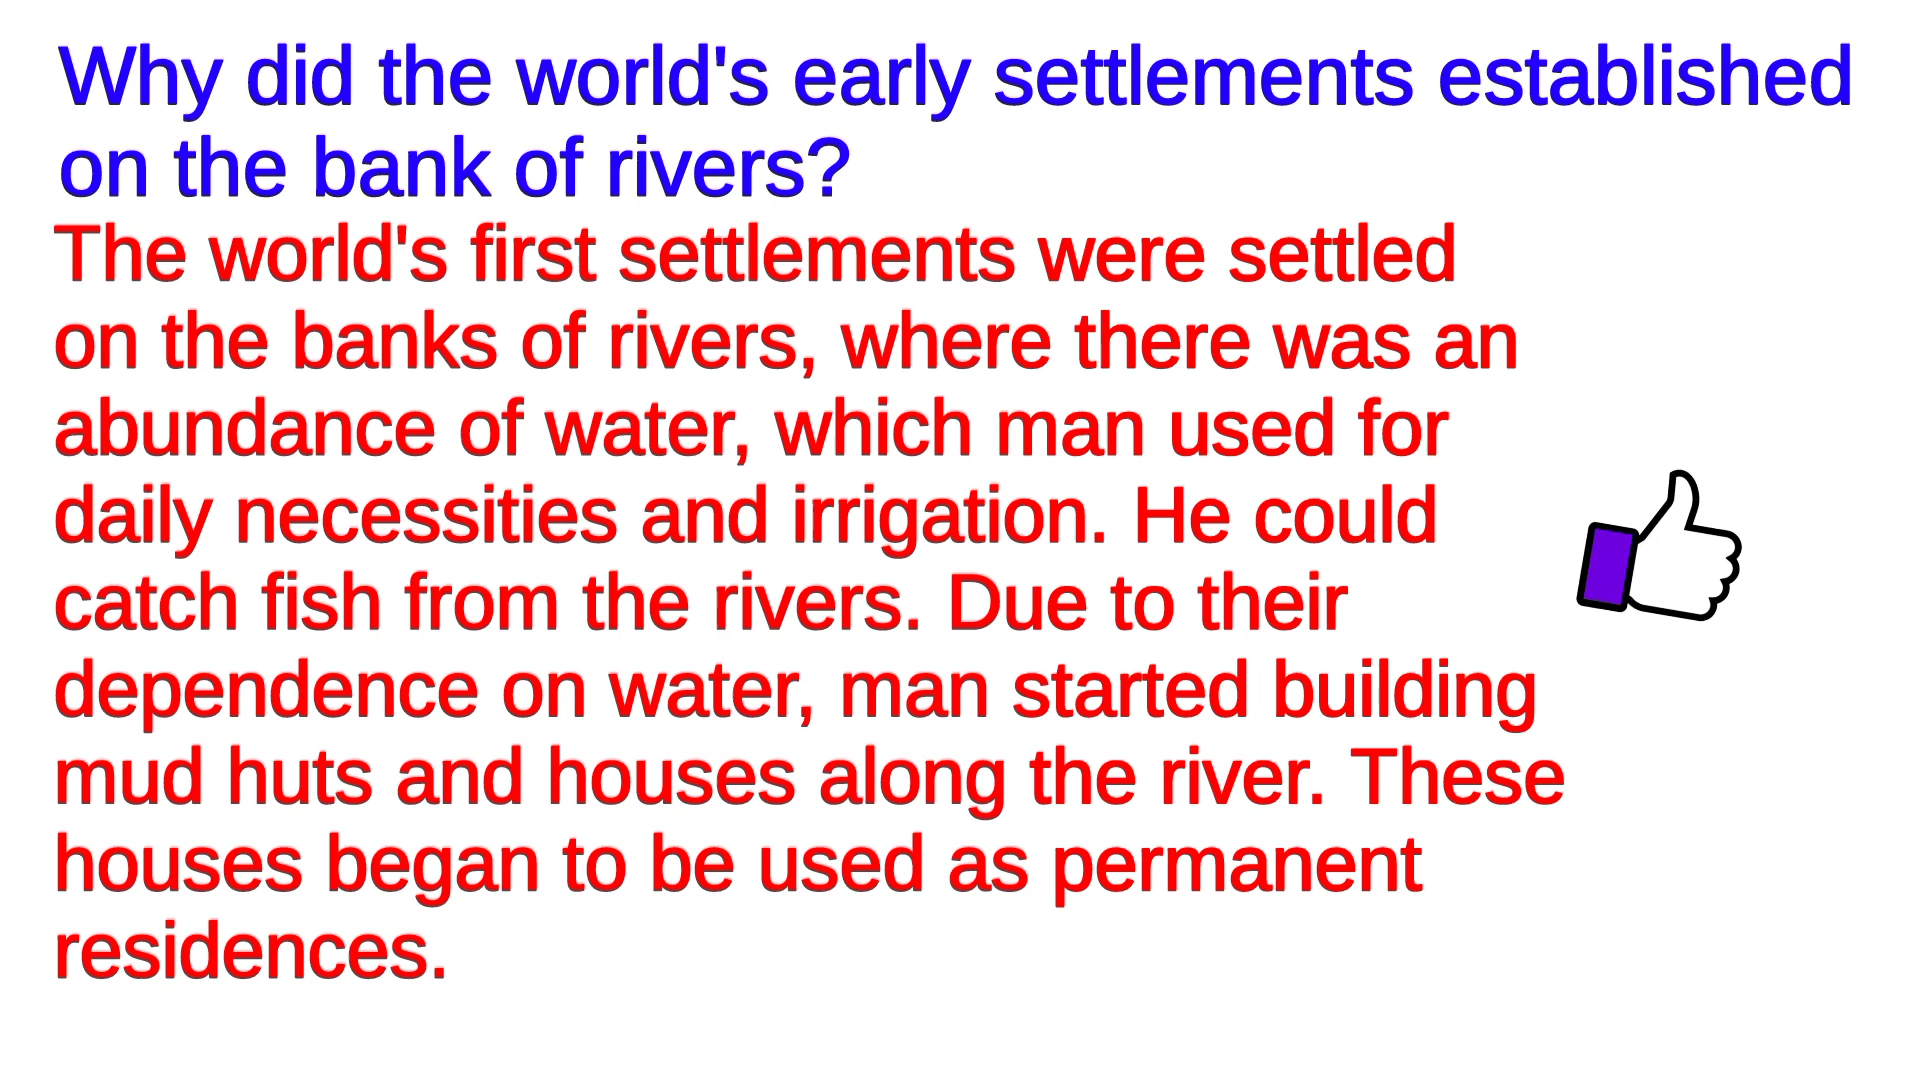 Why did the world's early settlements established
on the bank of rivers?
The world's first settlements were settled
on the banks of rivers, where there was an
abundance of water, which man used for
daily necessities and irrigation. He could
catch fish from the rivers. Due to their
dependence on water, man started building
mud huts and houses along the river. These
houses began to be used as permanent
residences.